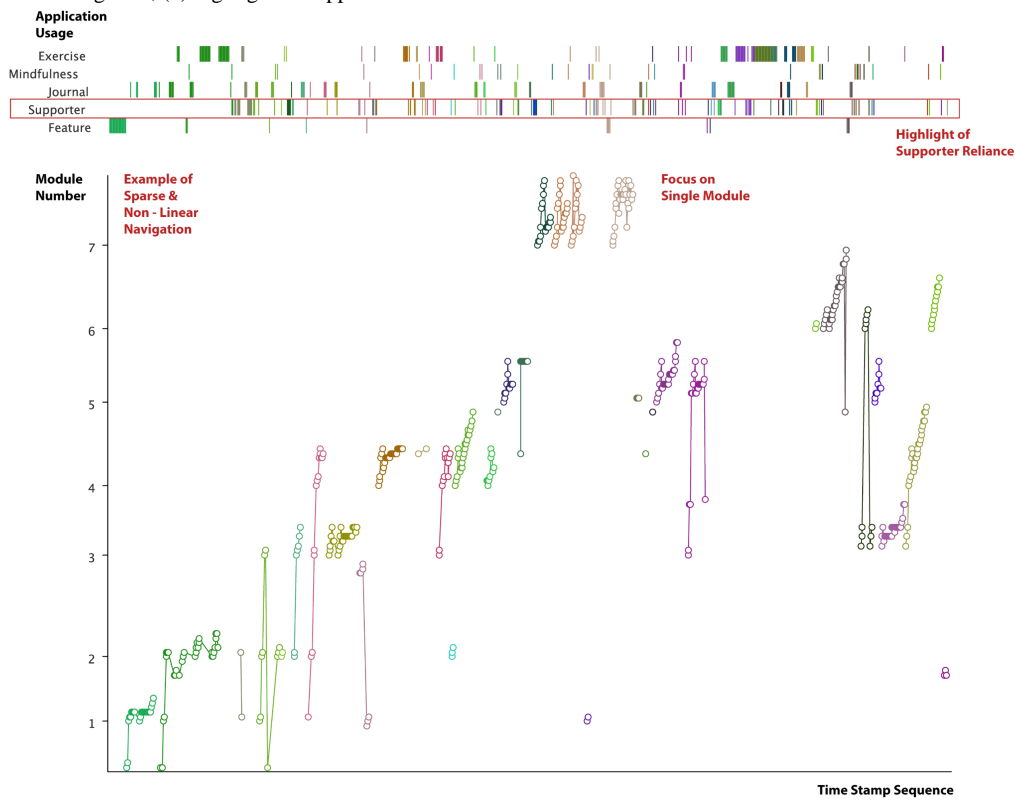 Application
Usage
Exercise
Mindfulness
Journal
Supporter
Feature
Highlight of
Supporter Reliance
Module
Number
Example of
Sparse &
Non - Linear
Navigation
Focus on
Single Module
7
6
5
4
3
2
1
Time Stamp Sequence